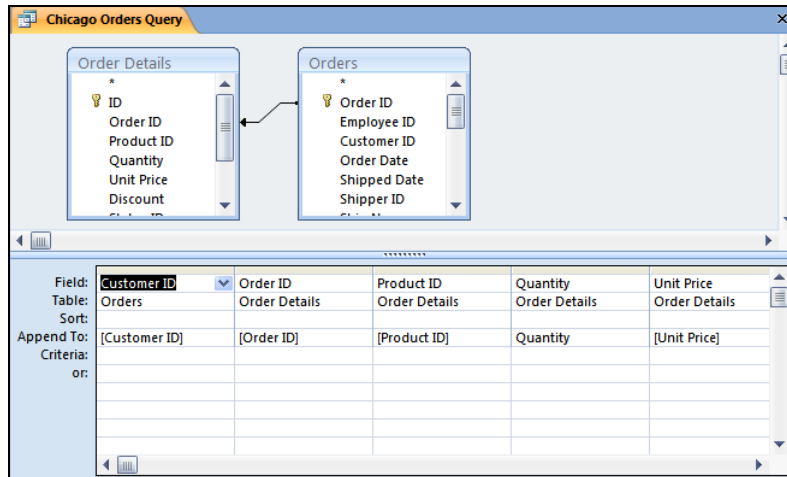 Chicago Orders Query
Order Details
*
ID
Order ID
Product ID
Quantity
Unit Price
Discount
Orders
*
Order ID
Employee ID
Customer ID
Order Date
Shipped Date
Shipper ID
Field: Customer ID Order ID Product ID Quantity Unit Price
Table: Orders Order Details Order Details Order Details Order Details
Sort:
Append To: [Customer ID] [Order ID] [Product ID] Quantity [Unit Price]
Criteria:
or: